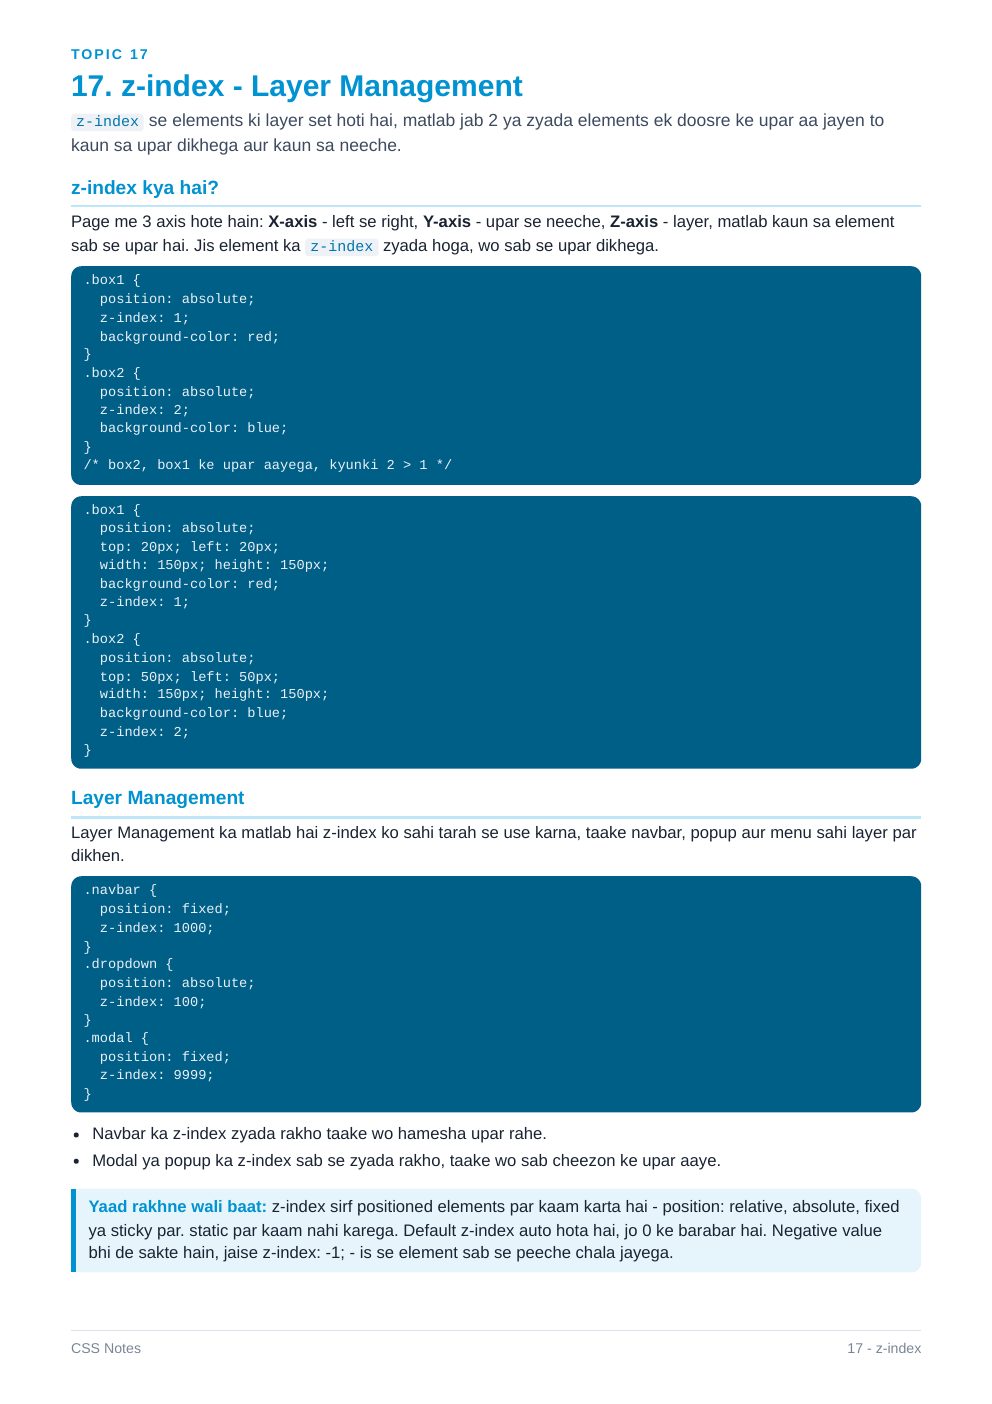 TOPIC 17
17. z-index - Layer Management
z-index se elements ki layer set hoti hai, matlab jab 2 ya zyada elements ek doosre ke upar aa jayen to
kaun sa upar dikhega aur kaun sa neeche.
z-index kya hai?
Page me 3 axis hote hain: X-axis - left se right, Y-axis - upar se neeche, Z-axis - layer, matlab kaun sa element
sab se upar hai. Jis element ka z-index zyada hoga, wo sab se upar dikhega.
.box1 {
  position: absolute;
  z-index: 1;
  background-color: red;
}
.box2 {
  position: absolute;
  z-index: 2;
  background-color: blue;
}
/* box2, box1 ke upar aayega, kyunki 2 > 1 */
.box1 {
  position: absolute;
  top: 20px; left: 20px;
  width: 150px; height: 150px;
  background-color: red;
  z-index: 1;
}
.box2 {
  position: absolute;
  top: 50px; left: 50px;
  width: 150px; height: 150px;
  background-color: blue;
  z-index: 2;
}
Layer Management
Layer Management ka matlab hai z-index ko sahi tarah se use karna, taake navbar, popup aur menu sahi layer par
dikhen.
.navbar {
  position: fixed;
  z-index: 1000;
}
.dropdown {
  position: absolute;
  z-index: 100;
}
.modal {
  position: fixed;
  z-index: 9999;
}
• Navbar ka z-index zyada rakho taake wo hamesha upar rahe.
• Modal ya popup ka z-index sab se zyada rakho, taake wo sab cheezon ke upar aaye.
Yaad rakhne wali baat: z-index sirf positioned elements par kaam karta hai - position: relative, absolute, fixed
ya sticky par. static par kaam nahi karega. Default z-index auto hota hai, jo 0 ke barabar hai. Negative value
bhi de sakte hain, jaise z-index: -1; - is se element sab se peeche chala jayega.
CSS Notes
17 - z-index